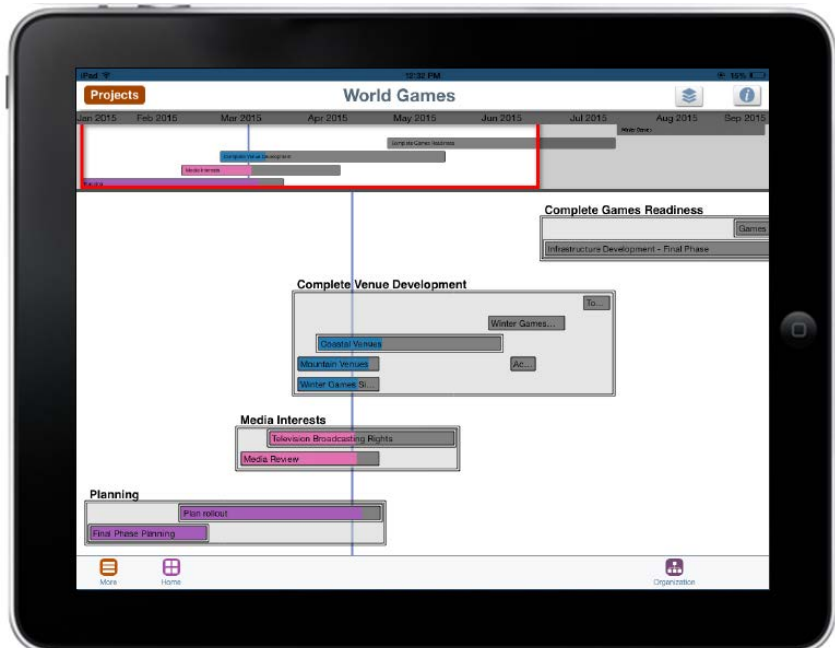 iPad 12:32 PM 15%
Projects World Games
Jan 2015 Feb 2015 Mar 2015 Apr 2015 May 2015 Jun 2015 Jul 2015 Aug 2015 Sep 2015
Complete Games Readiness
Complete Venue Development
Media Interests
Complete Games Readiness
Games
Infrastructure Development - Final Phase
Complete Venue Development
To...
Winter Games...
Coastal Venues
Mountain Venues Ac...
Winter Games Si...
Media Interests
Television Broadcasting Rights
Media Review
Planning
Plan rollout
Final Phase Planning
More Home Organization